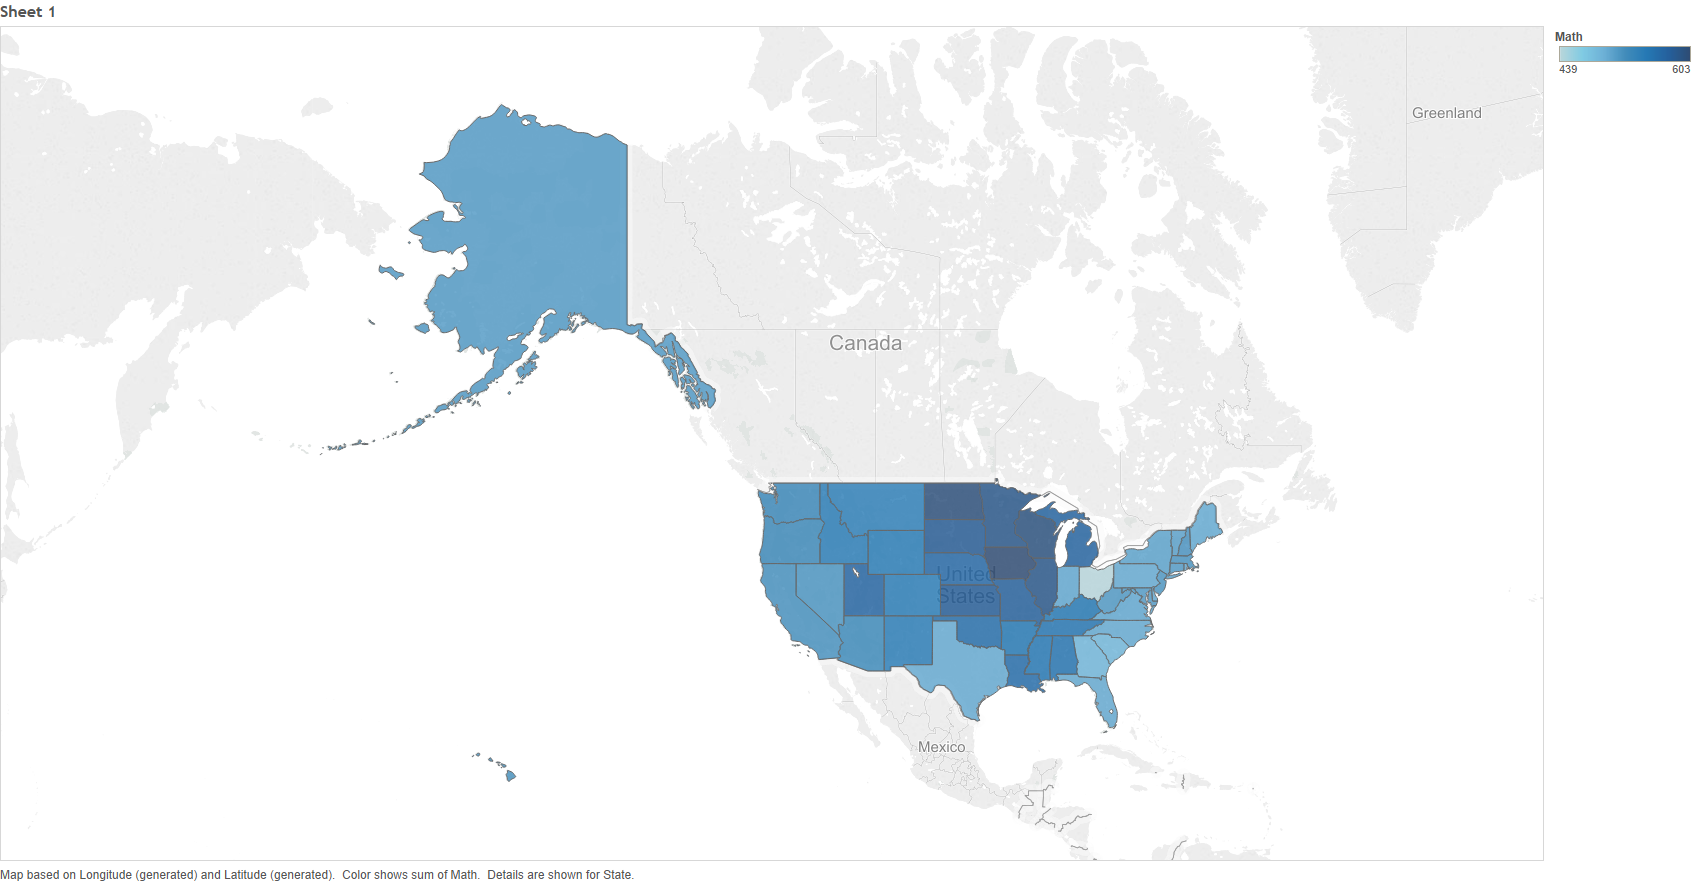 Sheet 1
Math
439 603
Greenland
Canada
United
States
Mexico
Map based on Longitude (generated) and Latitude (generated).  Color shows sum of Math.  Details are shown for State.